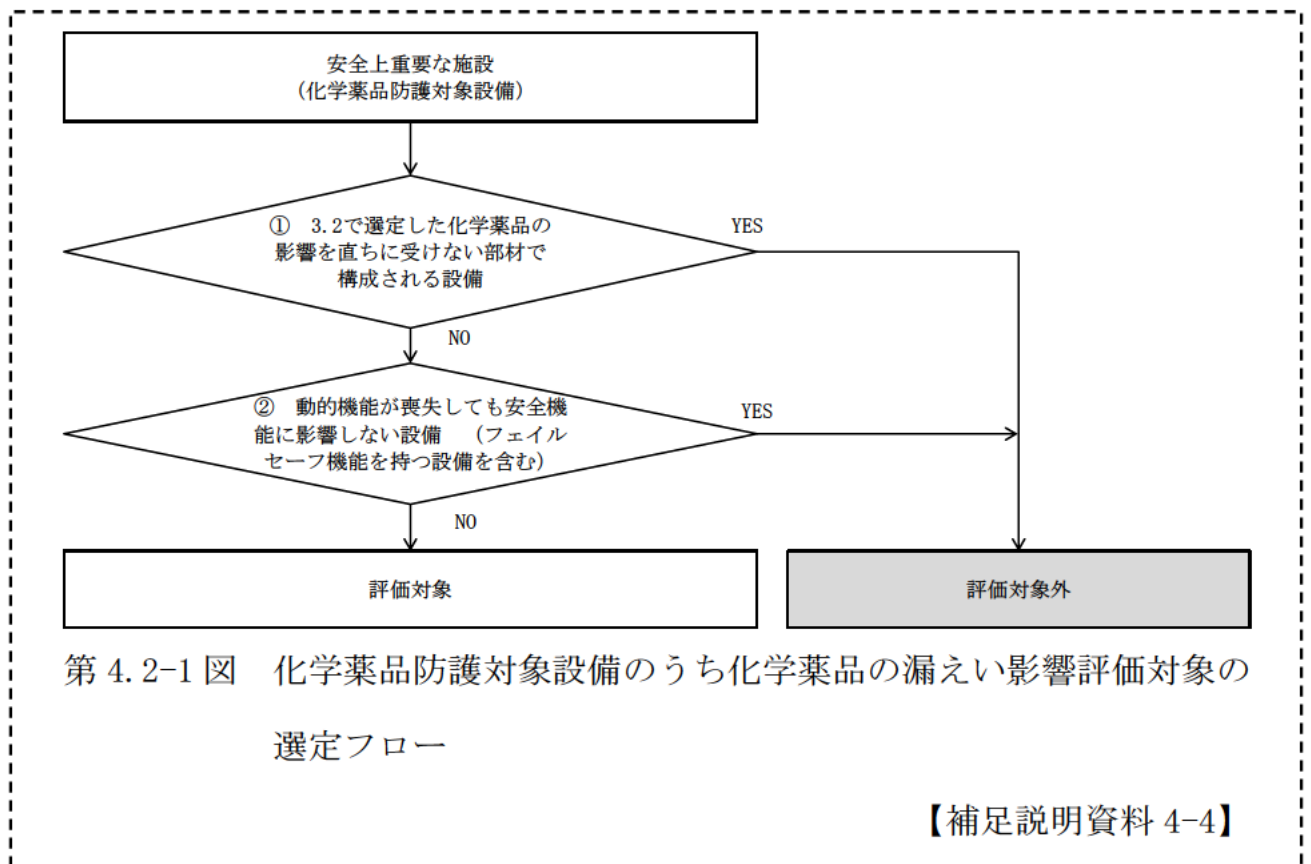 安全上重要な施設
(化学薬品防護対象設備)
① 3.2で選定した化学薬品の
影響を直ちに受けない部材で
構成される設備
YES
NO
② 動的機能が喪失しても安全機
能に影響しない設備 (フェイル
セーフ機能を持つ設備を含む)
YES
NO
評価対象
評価対象外
第 4.2-1 図 化学薬品防護対象設備のうち化学薬品の漏えい影響評価対象の
選定フロー
【補足説明資料 4-4】